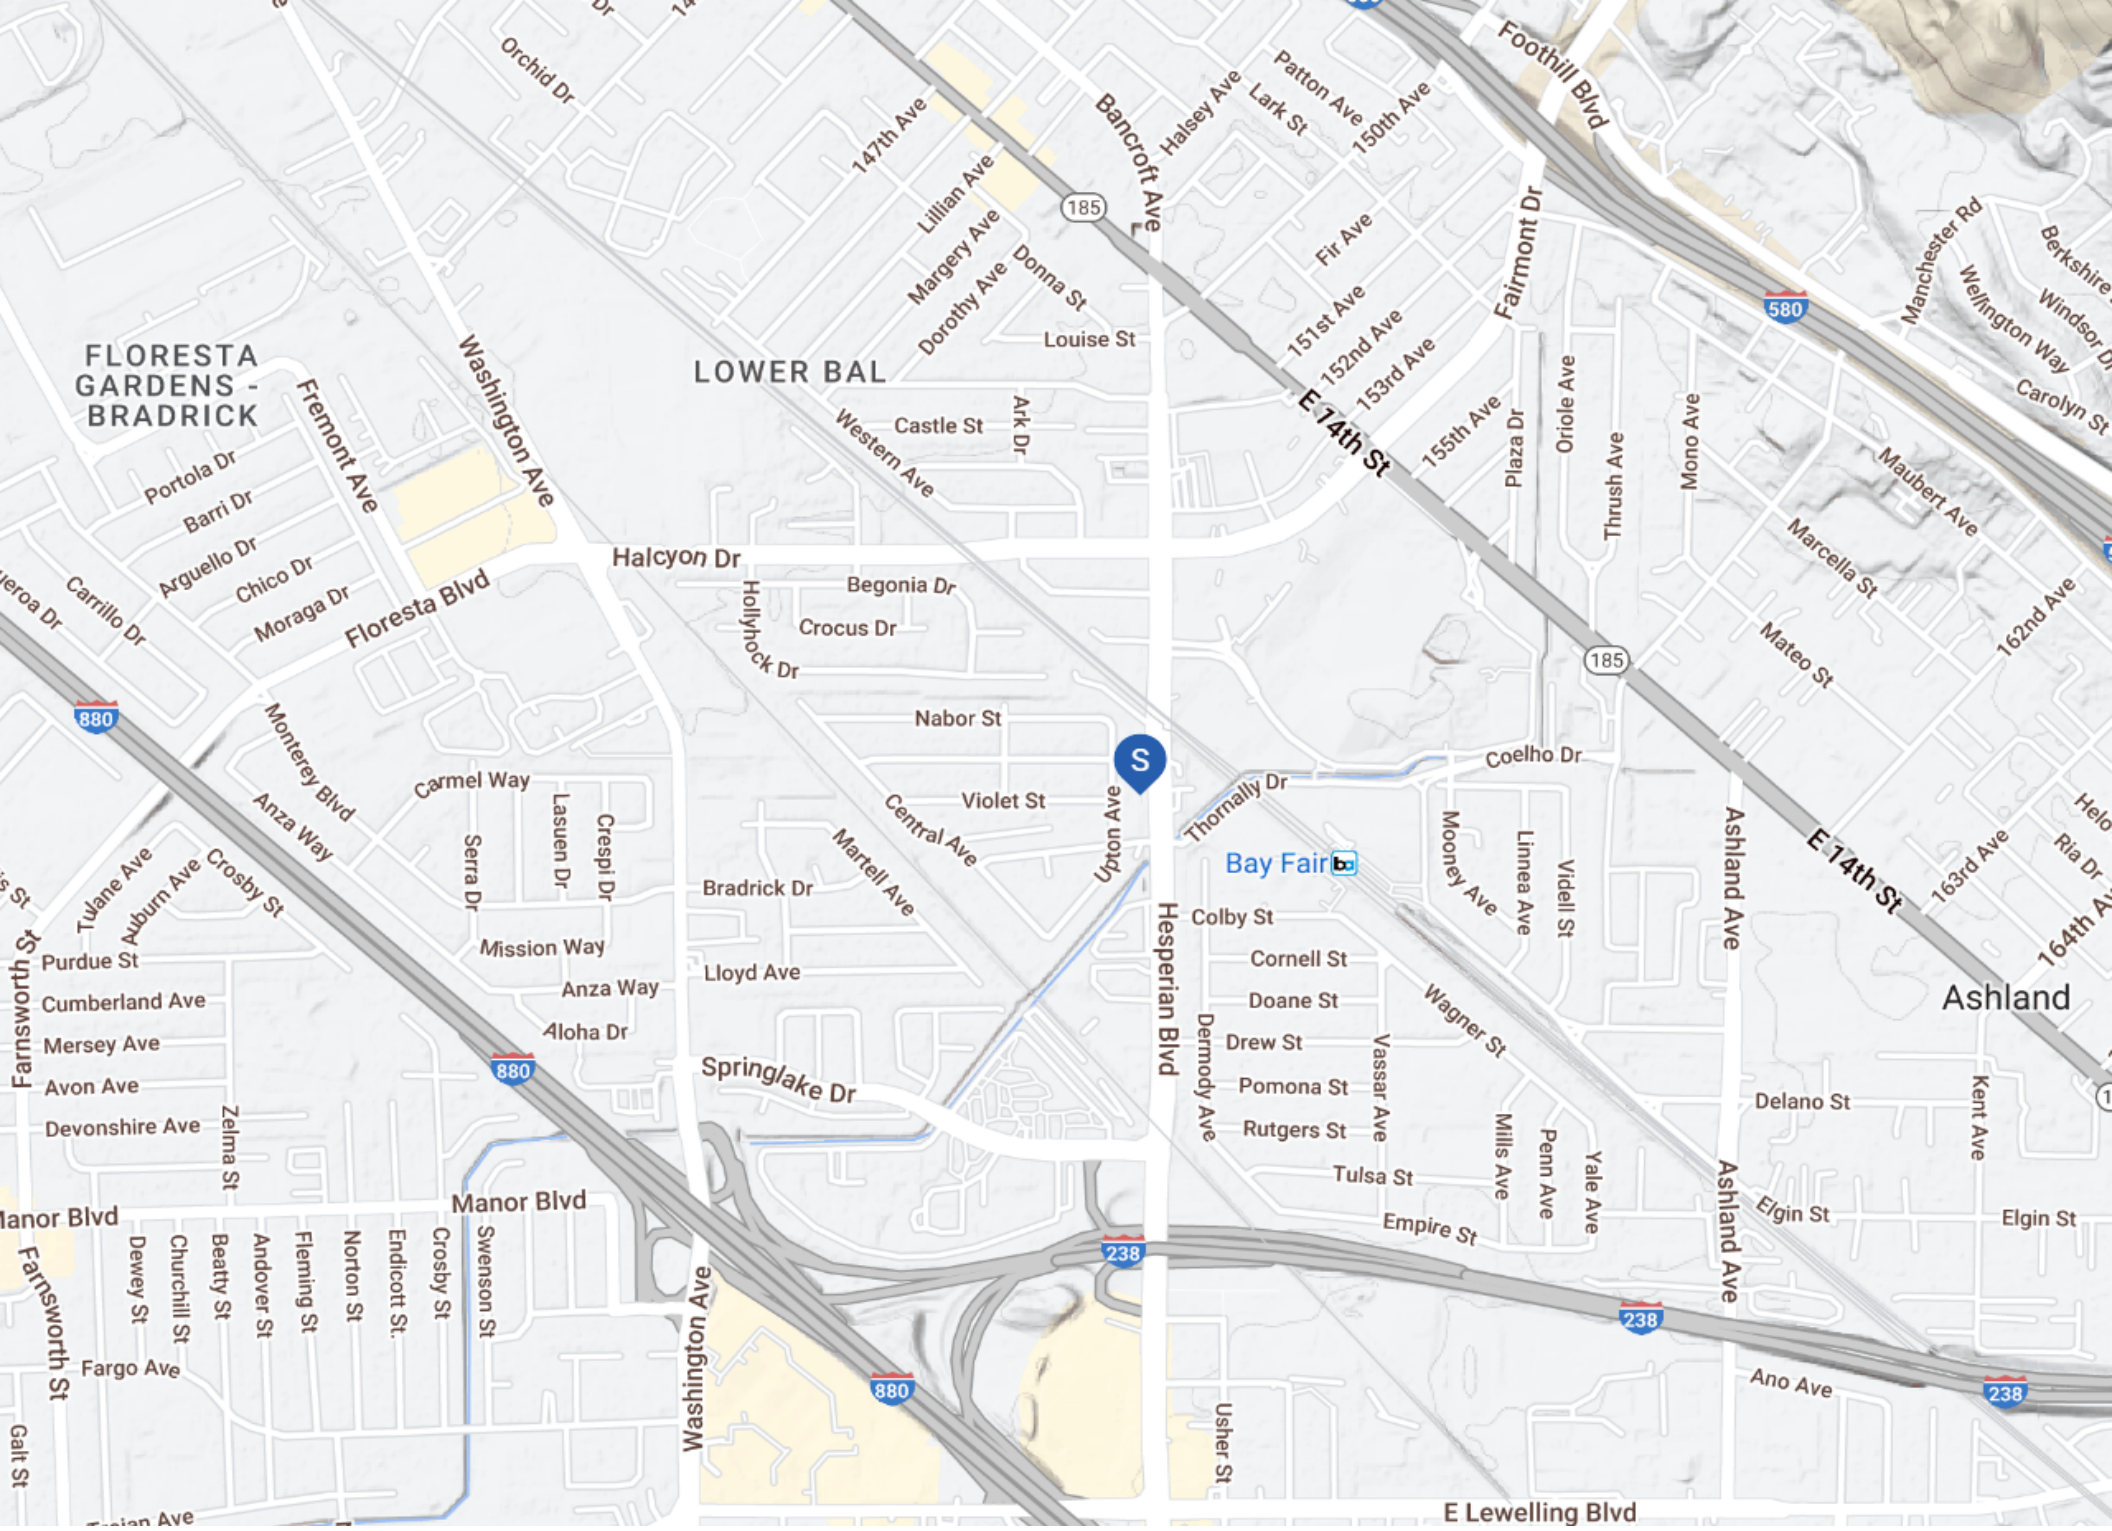 Orchid Dr
Dr
14
Bancroft Ave
Halsey Ave
Patton Ave
Lark St
150th Ave
Foothill Blvd
147th Ave
Lillian Ave
Margery Ave
Dorothy Ave
Donna St
Louise St
185
Fir Ave
Fairmont Dr
151st Ave
152nd Ave
153rd Ave
155th Ave
580
Manchester Rd
Berkshire
Wellington Way
Windsor D
Carolyn St
FLORESTA
GARDENS -
BRADRICK
LOWER BAL
Washington Ave
Fremont Ave
Western Ave
Castle St
Ark Dr
E 14th St
Plaza Dr
Oriole Ave
Thrush Ave
Mono Ave
Maubert Ave
Marcella St
162nd Ave
Mateo St
Portola Dr
Barri Dr
Arguello Dr
Chico Dr
Moraga Dr
Carrillo Dr
ueroa Dr
Floresta Blvd
Halcyon Dr
Hollyhock Dr
Begonia Dr
Crocus Dr
185
880
Monterey Blvd
Anza Way
Carmel Way
Serra Dr
Lasuen Dr
Crespi Dr
Nabor St
S
Violet St
Upton Ave
Central Ave
Martell Ave
Thornally Dr
Coelho Dr
Bay Fair
ba
Mooney Ave
Linnea Ave
Videll St
Ashland Ave
E 14th St
163rd Ave
164th Av
Helo
Ria Dr
Tulane Ave
Auburn Ave
Crosby St
is St
Farnsworth St
Purdue St
Cumberland Ave
Mersey Ave
Avon Ave
Devonshire Ave
Zelma St
Bradrick Dr
Mission Way
Anza Way
Lloyd Ave
Aloha Dr
880
Springlake Dr
Hesperian Blvd
Colby St
Cornell St
Doane St
Drew St
Pomona St
Rutgers St
Tulsa St
Empire St
Dermody Ave
Vassar Ave
Wagner St
Mills Ave
Penn Ave
Yale Ave
Ashland
Delano St
Kent Ave
Ashland Ave
Elgin St
Elgin St
Manor Blvd
Manor Blvd
Farnsworth St
Dewey St
Churchill St
Beatty St
Andover St
Fleming St
Norton St
Endicott St.
Crosby St
Swenson St
Washington Ave
238
238
238
Fargo Ave
Galt St
880
Usher St
Ano Ave
E Lewelling Blvd
Trojan Ave